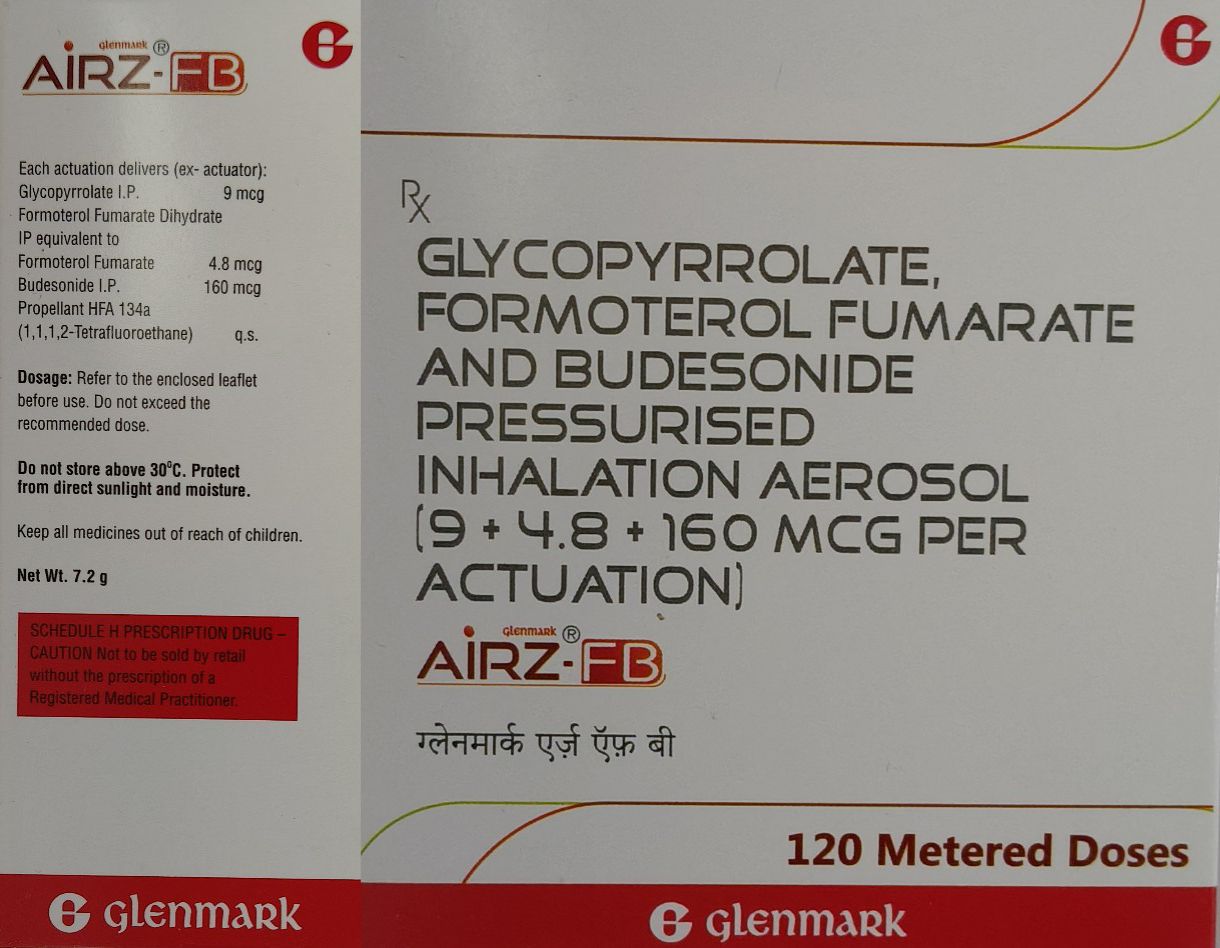 glenmark ®
AiRZ-FB
Each actuation delivers (ex- actuator):
Glycopyrrolate I.P. 9 mcg
Formoterol Fumarate Dihydrate
IP equivalent to
Formoterol Fumarate 4.8 mcg
Budesonide I.P. 160 mcg
Propellant HFA 134a
(1,1,1,2-Tetrafluoroethane) q.s.
Dosage: Refer to the enclosed leaflet
before use. Do not exceed the
recommended dose.
Do not store above 30°C. Protect
from direct sunlight and moisture.
Keep all medicines out of reach of children.
Net Wt. 7.2 g
SCHEDULE H PRESCRIPTION DRUG –
CAUTION Not to be sold by retail
without the prescription of a
Registered Medical Practitioner.
glenmark
Rx
GLYCOPYRROLATE,
FORMOTEROL FUMARATE
AND BUDESONIDE
PRESSURISED
INHALATION AEROSOL
(9 + 4.8 + 160 MCG PER
ACTUATION)
glenmark ®
AiRZ-FB
ग्लेनमार्क एर्ज़ ऍफ़ बी
120 Metered Doses
glenmark